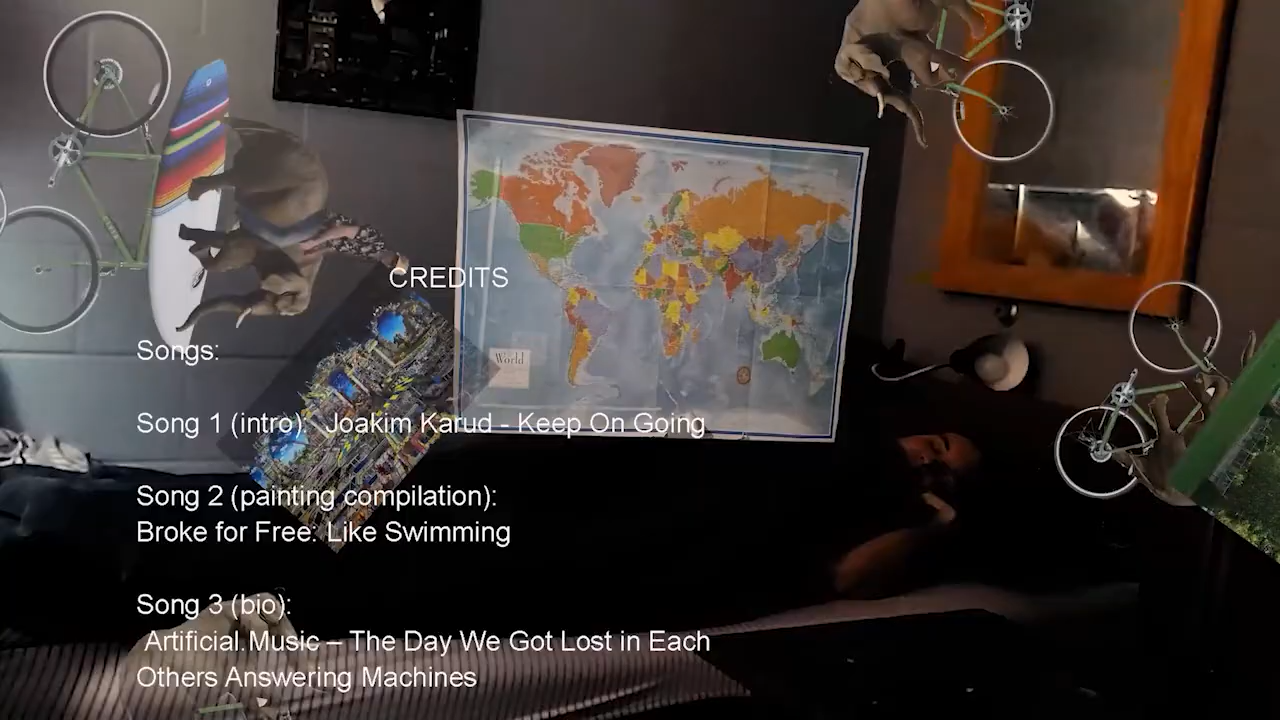 CREDITS
World
Songs:
Song 1 (intro):  Joakim Karud - Keep On Going
Song 2 (painting compilation):
Broke for Free: Like Swimming
Song 3 (bio):
Artificial.Music – The Day We Got Lost in Each
Others Answering Machines